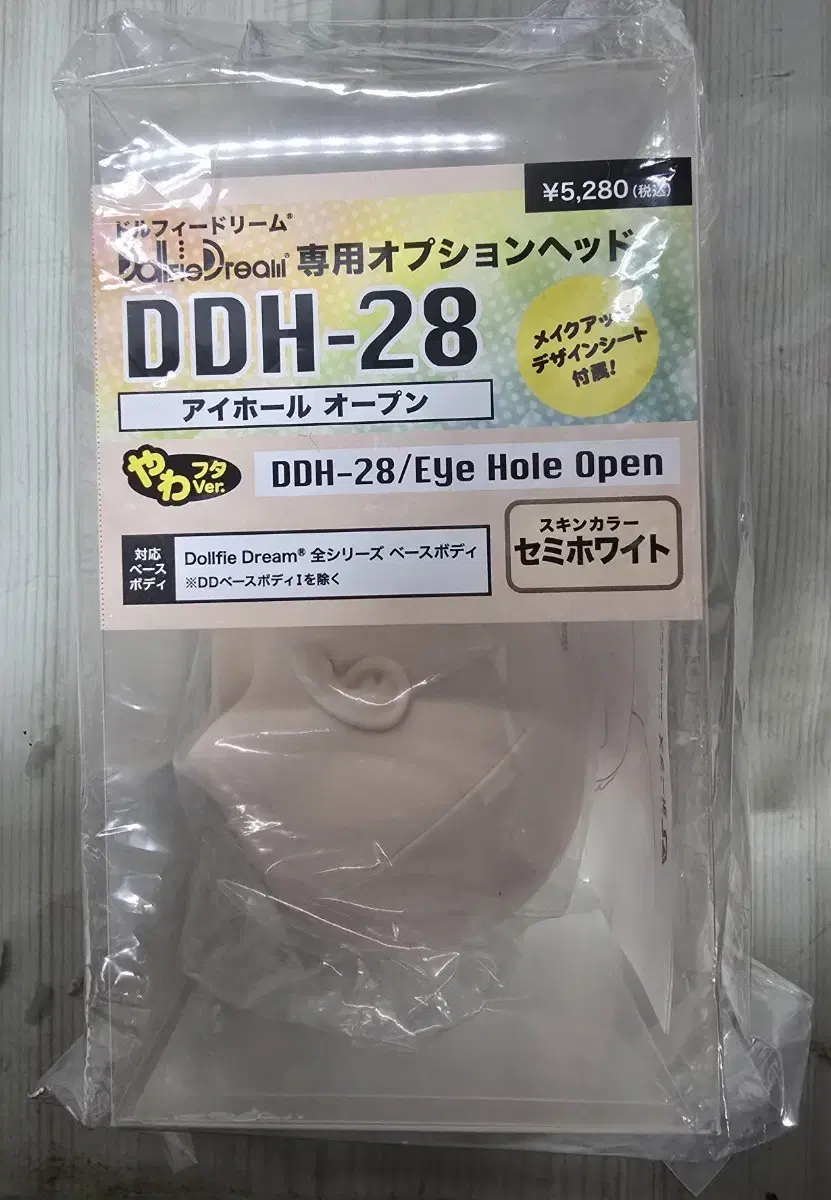 ¥5,280(税込)
ドルフィードリーム®
DollfieDream® 専用オプションヘッド
DDH-28
メイクアップ
デザインシート
付属!
アイホール オープン
やわ
フタ
Ver.
DDH-28/Eye Hole Open
スキンカラー
セミホワイト
対応
ベース
ボディ
Dollfie Dream® 全シリーズ ベースボディ
※DDベースボディIを除く